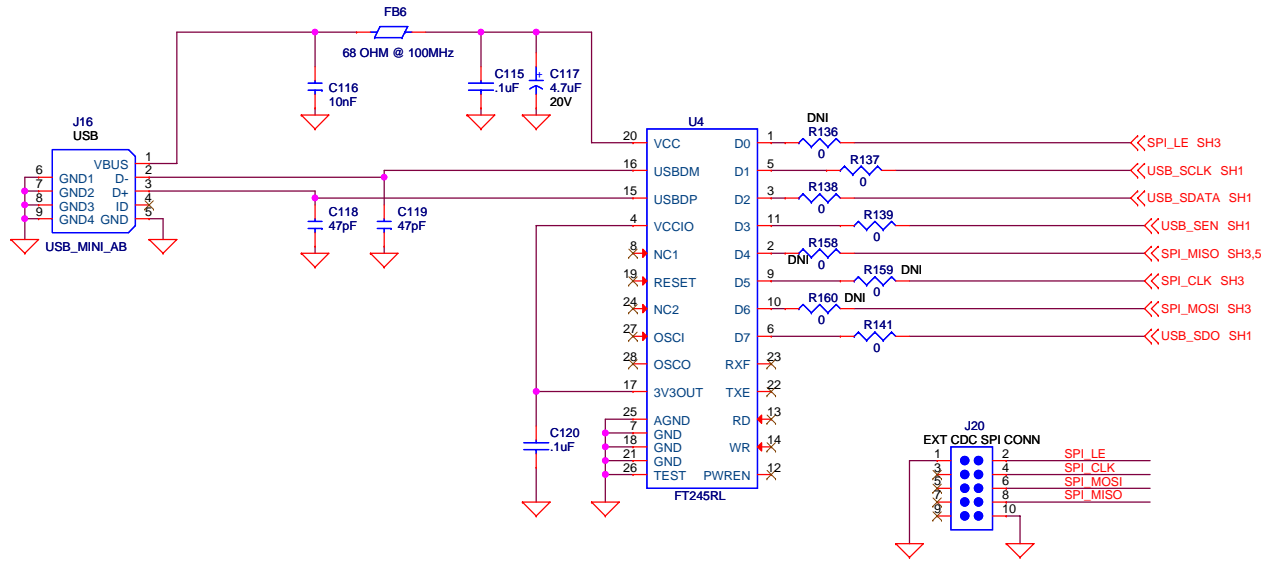 FB6
68 OHM @ 100MHz
C116
10nF
C115
.1uF
C117
4.7uF
20V
+
J16
USB
VBUS 1
D- 2
D+ 3
ID 4
GND 5
6 GND1
7 GND2
8 GND3
9 GND4
USB_MINI_AB
C118
47pF
C119
47pF
C120
.1uF
U4
20 VCC
16 USBDM
15 USBDP
4 VCCIO
8 NC1
19 RESET
24 NC2
27 OSCI
28 OSCO
17 3V3OUT
25 AGND
7 GND
18 GND
21 GND
26 TEST
D0 1
D1 5
D2 3
D3 11
D4 2
D5 9
D6 10
D7 6
RXF 23
TXE 22
RD 13
WR 14
PWREN 12
FT245RL
DNI
R136
0
SPI_LE SH3
R137
0
USB_SCLK SH1
R138
0
USB_SDATA SH1
R139
0
USB_SEN SH1
R158
DNI
0
SPI_MISO SH3,5
R159
DNI
0
SPI_CLK SH3
R160
DNI
0
SPI_MOSI SH3
R141
0
USB_SDO SH1
J20
EXT CDC SPI CONN
1 2 SPI_LE
3 4 SPI_CLK
5 6 SPI_MOSI
7 8 SPI_MISO
9 10